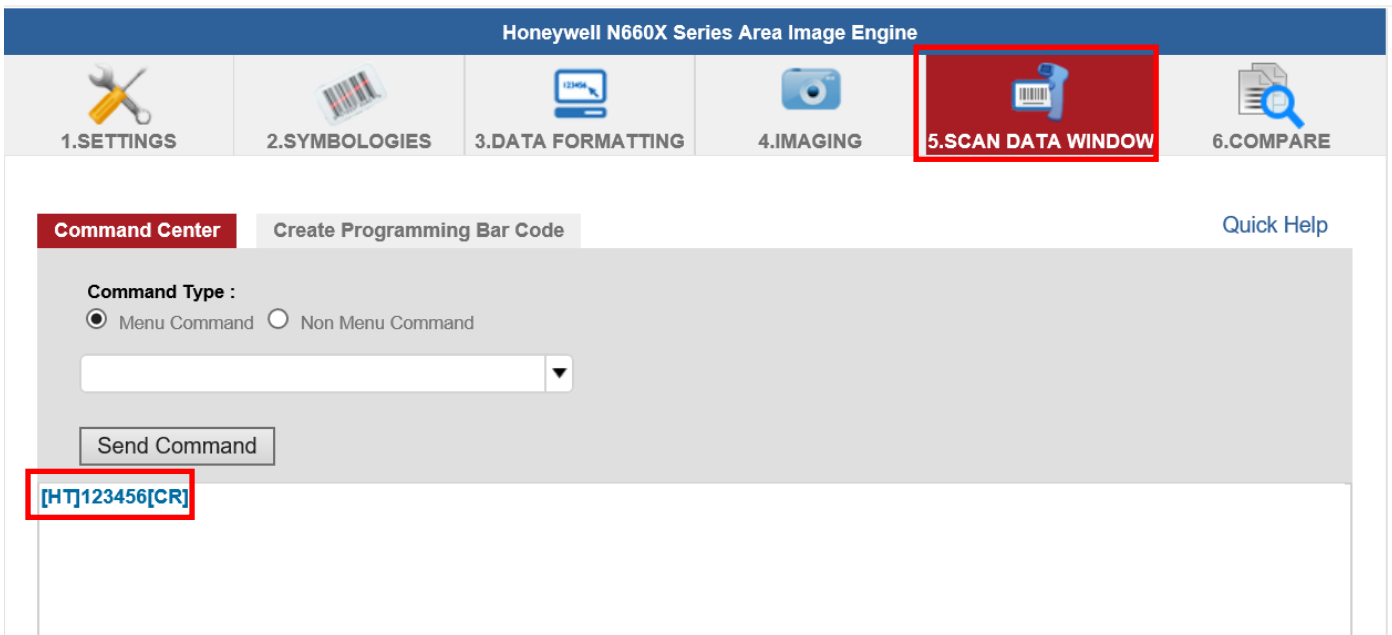 Honeywell N660X Series Area Image Engine
1.SETTINGS 2.SYMBOLOGIES 3.DATA FORMATTING 4.IMAGING 5.SCAN DATA WINDOW 6.COMPARE
Command Center Create Programming Bar Code Quick Help
Command Type :
Menu Command Non Menu Command
Send Command
[HT]123456[CR]